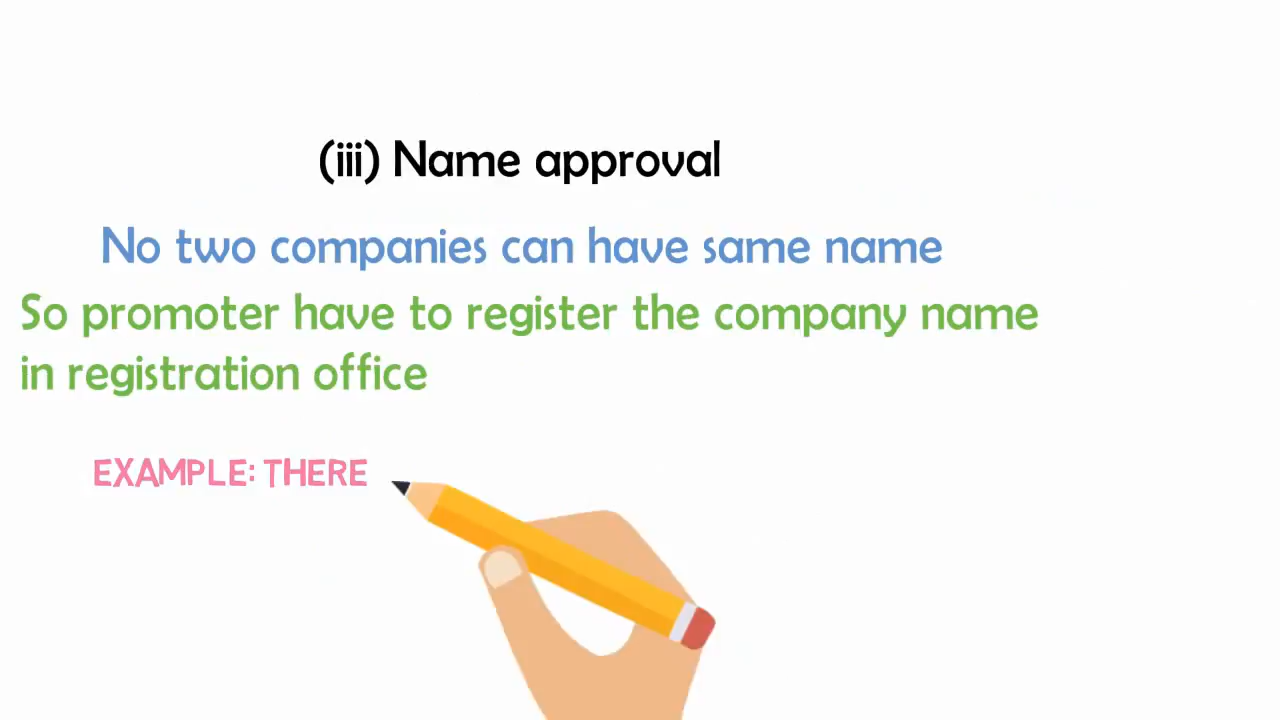 (iii) Name approval
No two companies can have same name
So promoter have to register the company name
in registration office
EXAMPLE: THERE